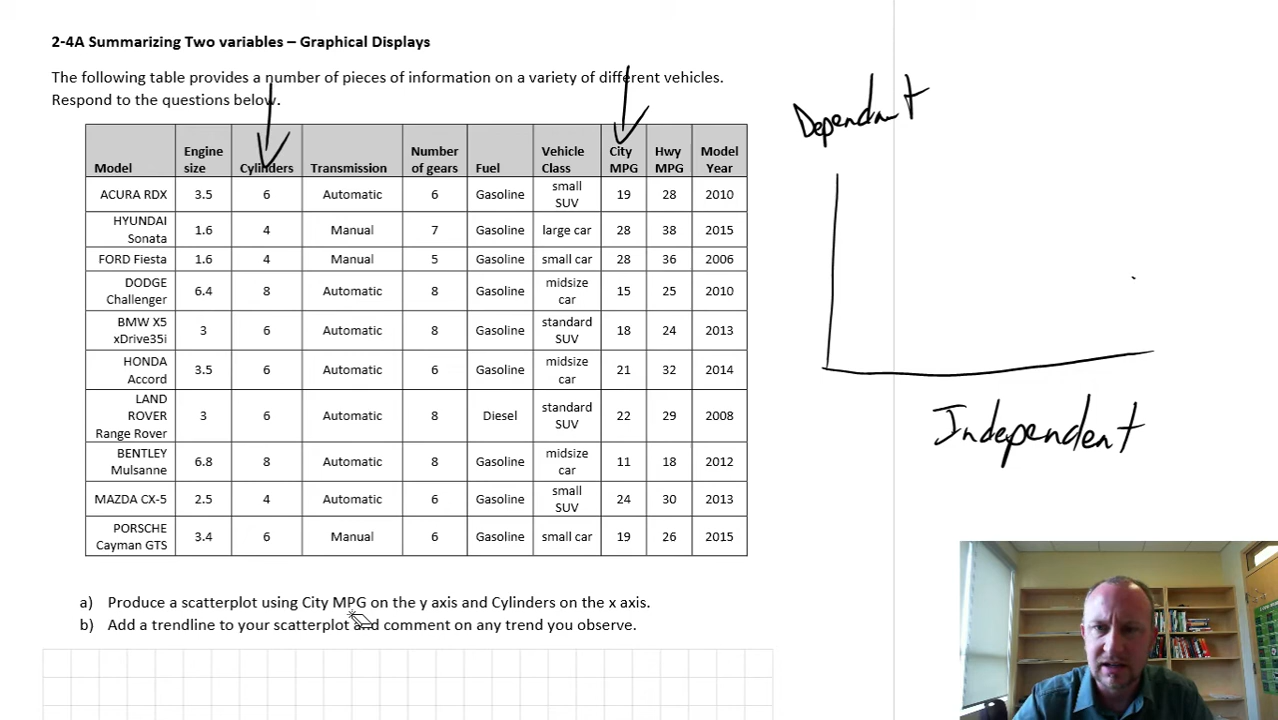 2-4A Summarizing Two variables – Graphical Displays
The following table provides a number of pieces of information on a variety of different vehicles.
Respond to the questions below.
Model Engine size Cylinders Transmission Number of gears Fuel Vehicle Class City MPG Hwy MPG Model Year
ACURA RDX 3.5 6 Automatic 6 Gasoline small SUV 19 28 2010
HYUNDAI Sonata 1.6 4 Manual 7 Gasoline large car 28 38 2015
FORD Fiesta 1.6 4 Manual 5 Gasoline small car 28 36 2006
DODGE Challenger 6.4 8 Automatic 8 Gasoline midsize car 15 25 2010
BMW X5 xDrive35i 3 6 Automatic 8 Gasoline standard SUV 18 24 2013
HONDA Accord 3.5 6 Automatic 6 Gasoline midsize car 21 32 2014
LAND ROVER Range Rover 3 6 Automatic 8 Diesel standard SUV 22 29 2008
BENTLEY Mulsanne 6.8 8 Automatic 8 Gasoline midsize car 11 18 2012
MAZDA CX-5 2.5 4 Automatic 6 Gasoline small SUV 24 30 2013
PORSCHE Cayman GTS 3.4 6 Manual 6 Gasoline small car 19 26 2015
a) Produce a scatterplot using City MPG on the y axis and Cylinders on the x axis.
b) Add a trendline to your scatterplot and comment on any trend you observe.
Dependant
Independent